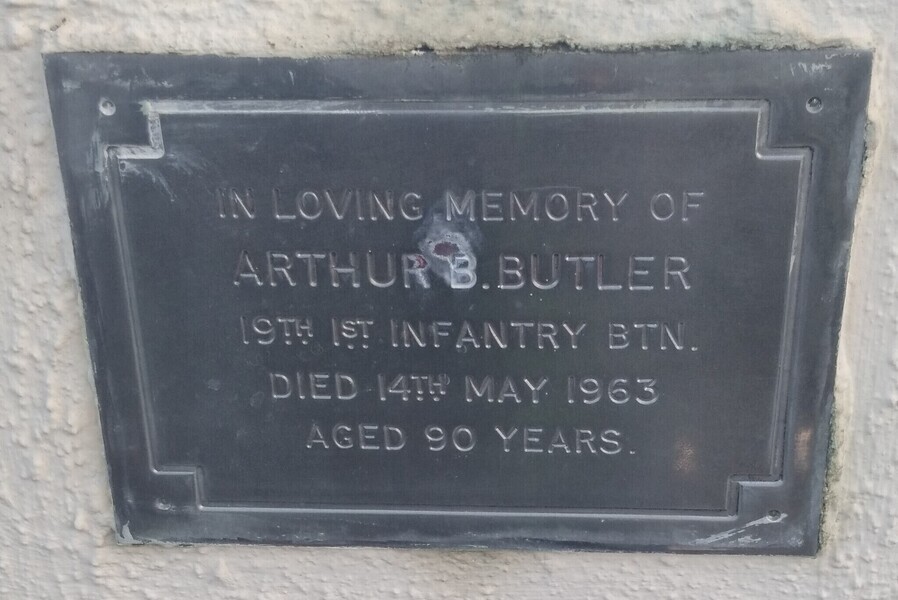 IN LOVING MEMORY OF
ARTHUR B. BUTLER
19TH 1ST INFANTRY BTN.
DIED 14TH MAY 1963
AGED 90 YEARS.